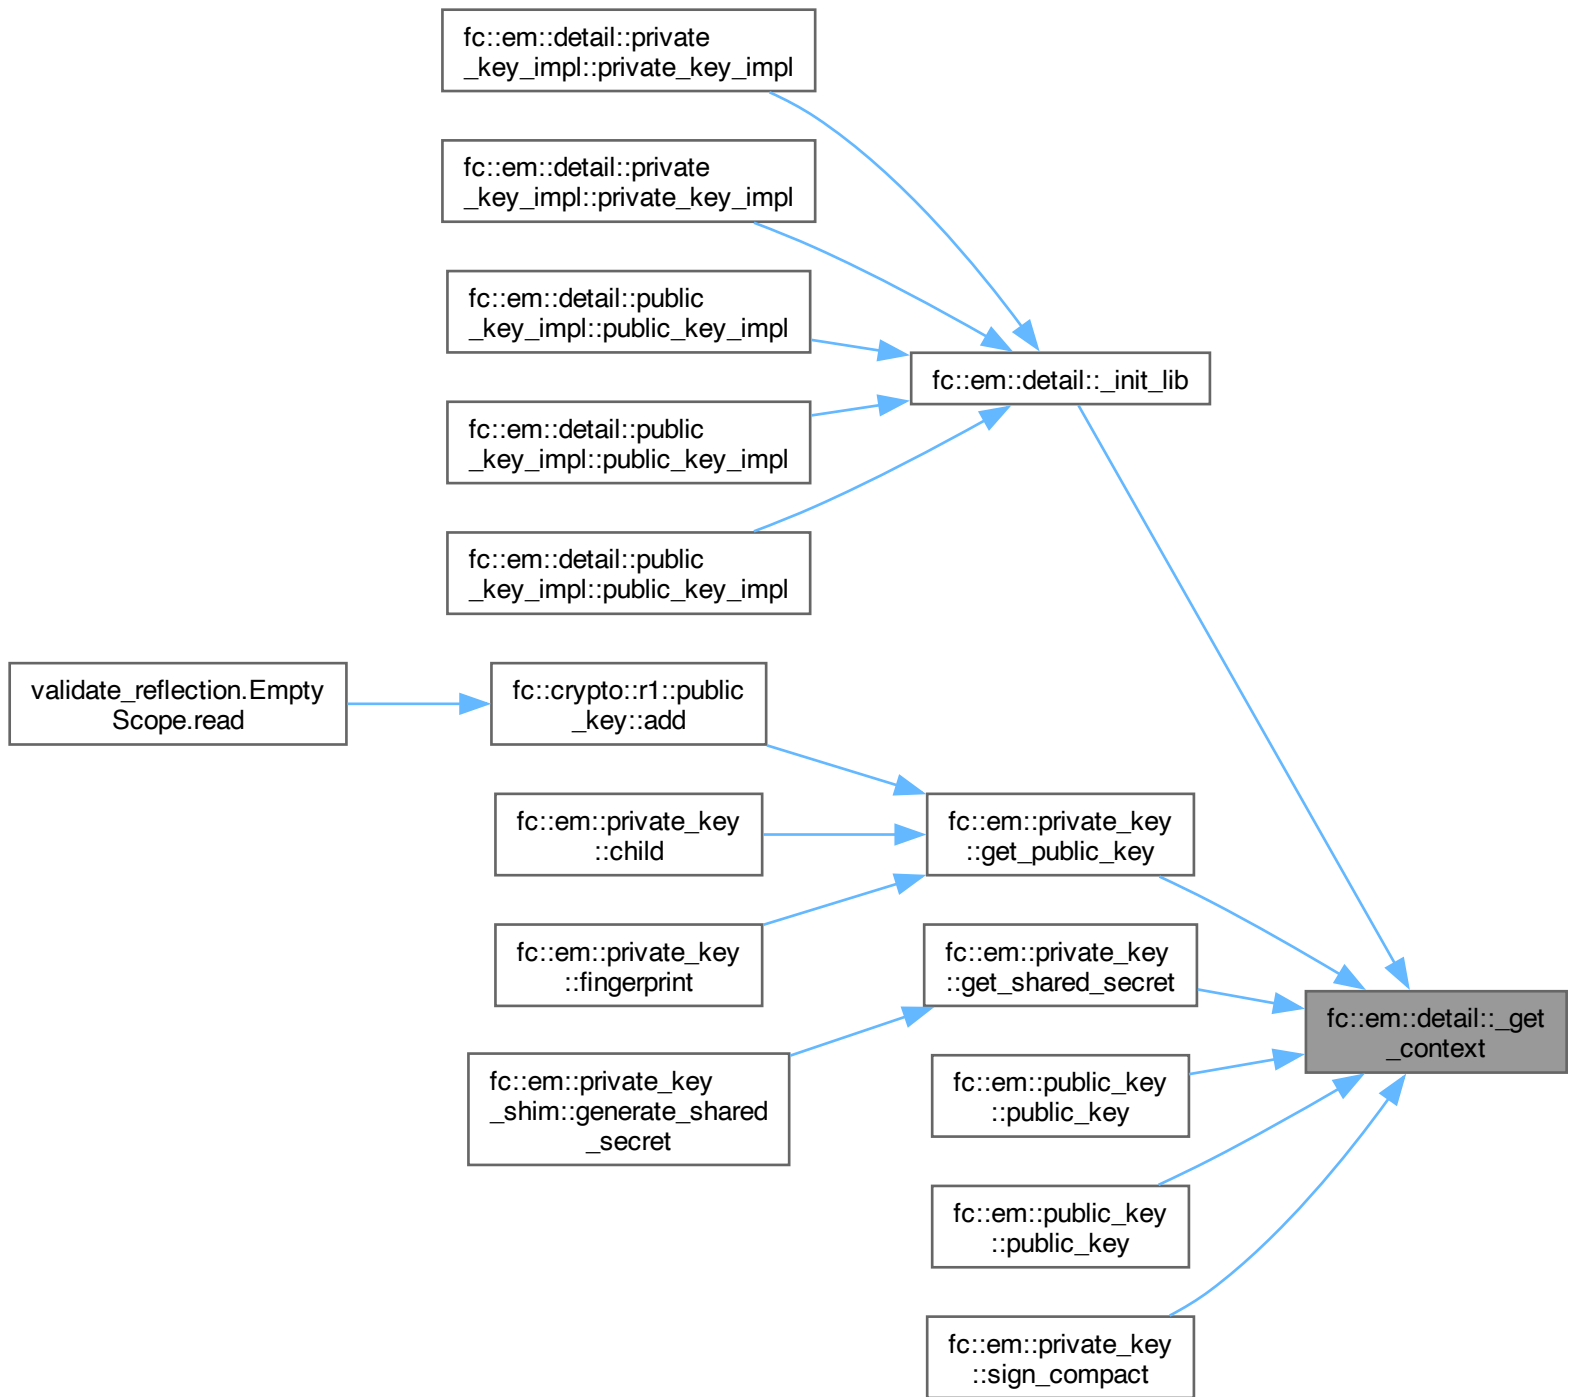 fc::em::detail::private
_key_impl::private_key_impl
fc::em::detail::private
_key_impl::private_key_impl
fc::em::detail::public
_key_impl::public_key_impl
fc::em::detail::_init_lib
fc::em::detail::public
_key_impl::public_key_impl
fc::em::detail::public
_key_impl::public_key_impl
validate_reflection.Empty
Scope.read
fc::crypto::r1::public
_key::add
fc::em::private_key
::child
fc::em::private_key
::get_public_key
fc::em::private_key
::fingerprint
fc::em::private_key
::get_shared_secret
fc::em::detail::_get
_context
fc::em::private_key
_shim::generate_shared
_secret
fc::em::public_key
::public_key
fc::em::public_key
::public_key
fc::em::private_key
::sign_compact